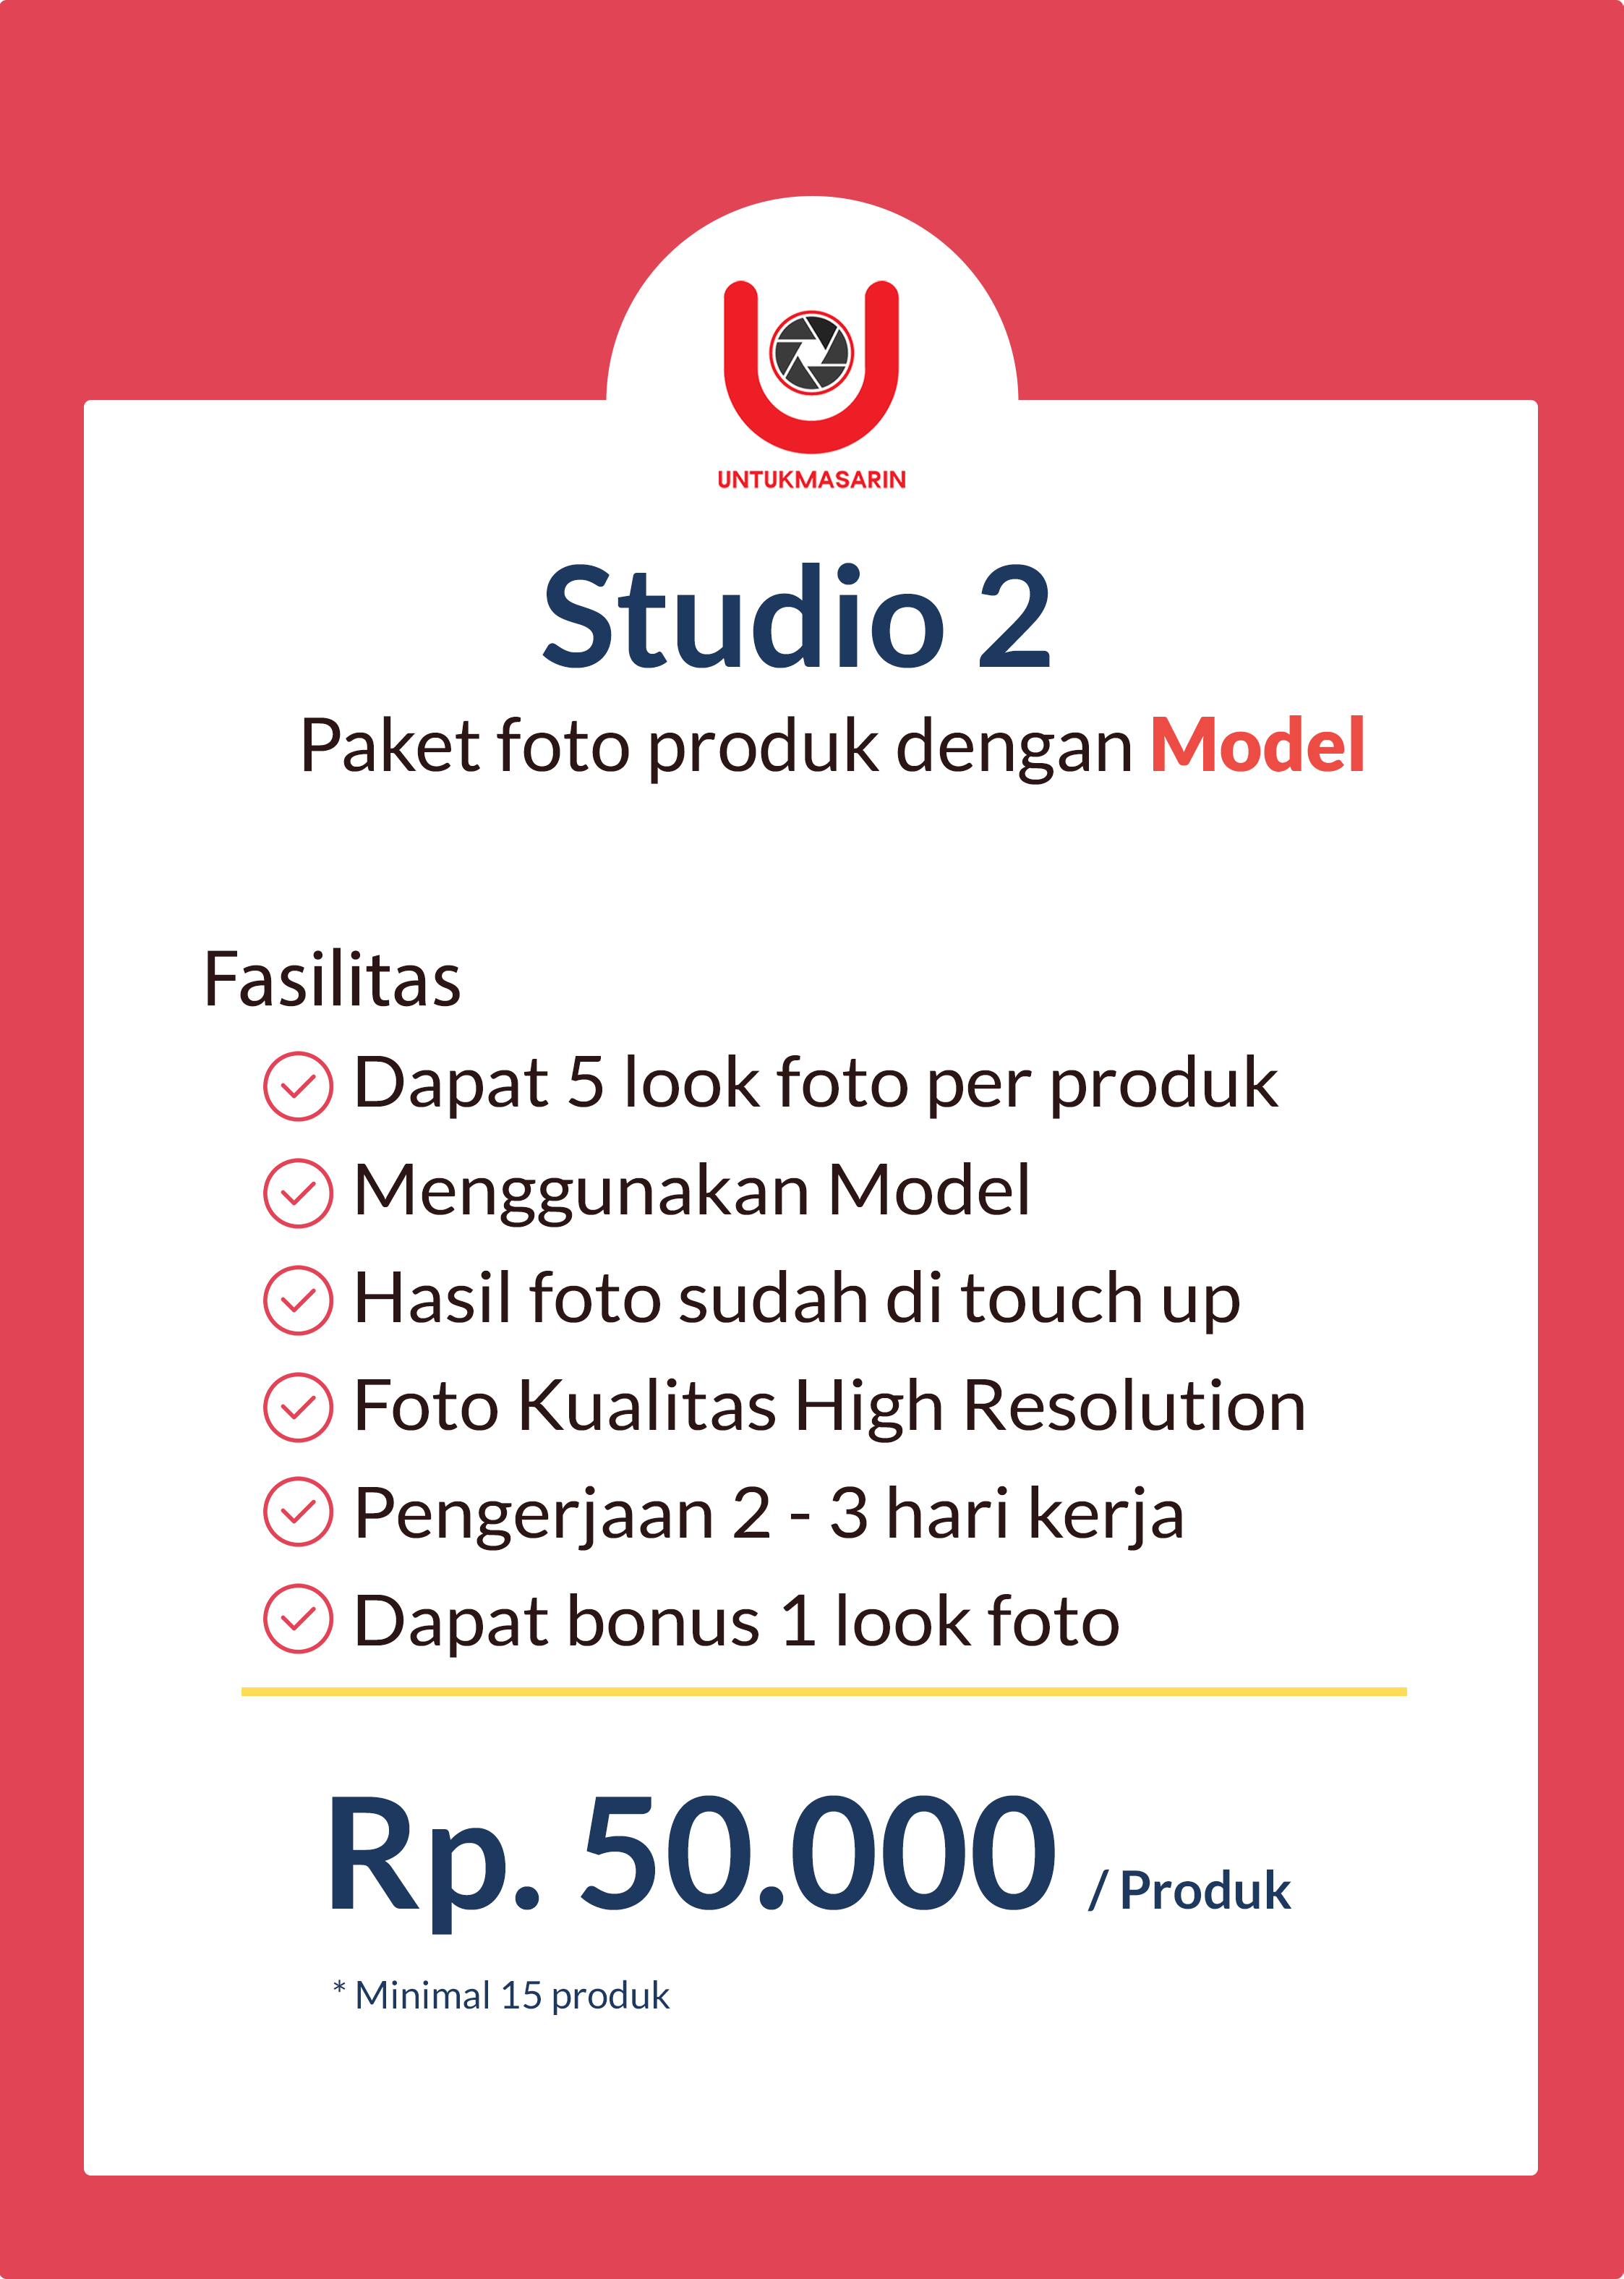 UNTUKMASARIN
Studio 2
Paket foto produk dengan Model
Fasilitas
Dapat 5 look foto per produk
Menggunakan Model
Hasil foto sudah di touch up
Foto Kualitas High Resolution
Pengerjaan 2 - 3 hari kerja
Dapat bonus 1 look foto
Rp. 50.000 / Produk
* Minimal 15 produk